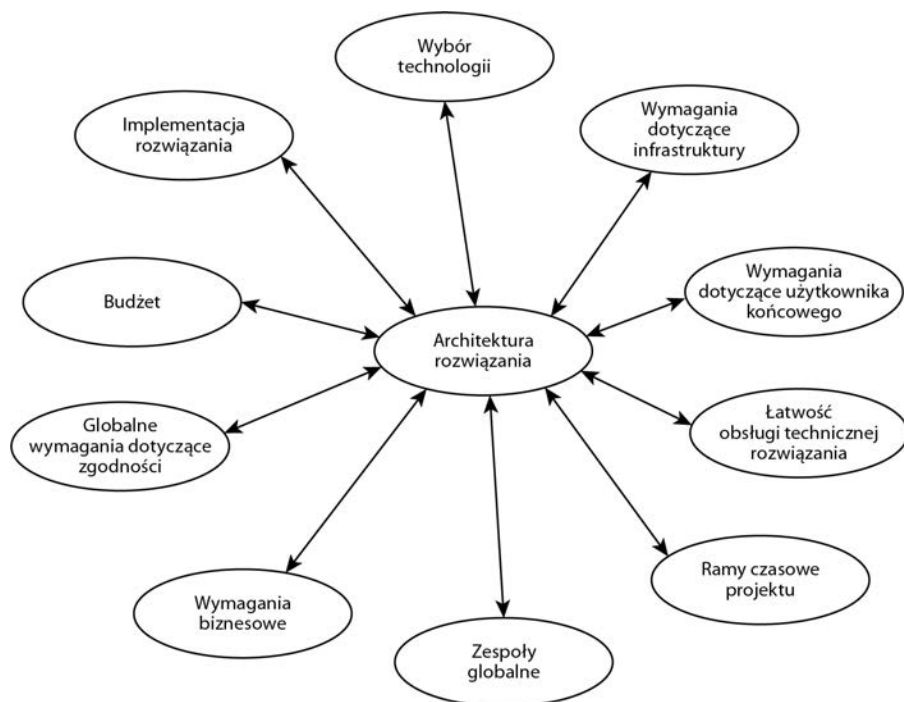 Wybór
technologii
Implementacja
rozwiązania
Wymagania
dotyczące
infrastruktury
Budżet
Wymagania
dotyczące użytkownika
końcowego
Architektura
rozwiązania
Globalne
wymagania dotyczące
zgodności
Łatwość
obsługi technicznej
rozwiązania
Wymagania
biznesowe
Zespoły
globalne
Ramy czasowe
projektu